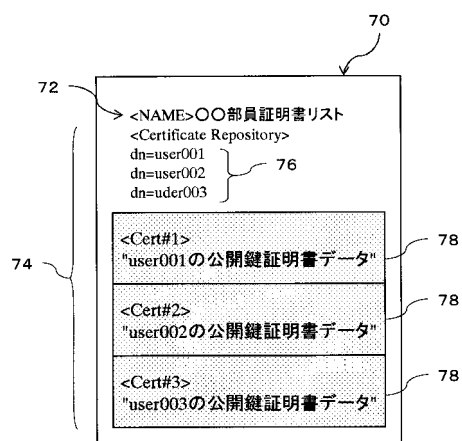 70
72
<NAME>〇〇部員証明書リスト
<Certificate Repository>
dn=user001
dn=user002
dn=uder003
76
74
<Cert#1>
"user001の公開鍵証明書データ"
78
<Cert#2>
"user002の公開鍵証明書データ"
78
<Cert#3>
"user003の公開鍵証明書データ"
78